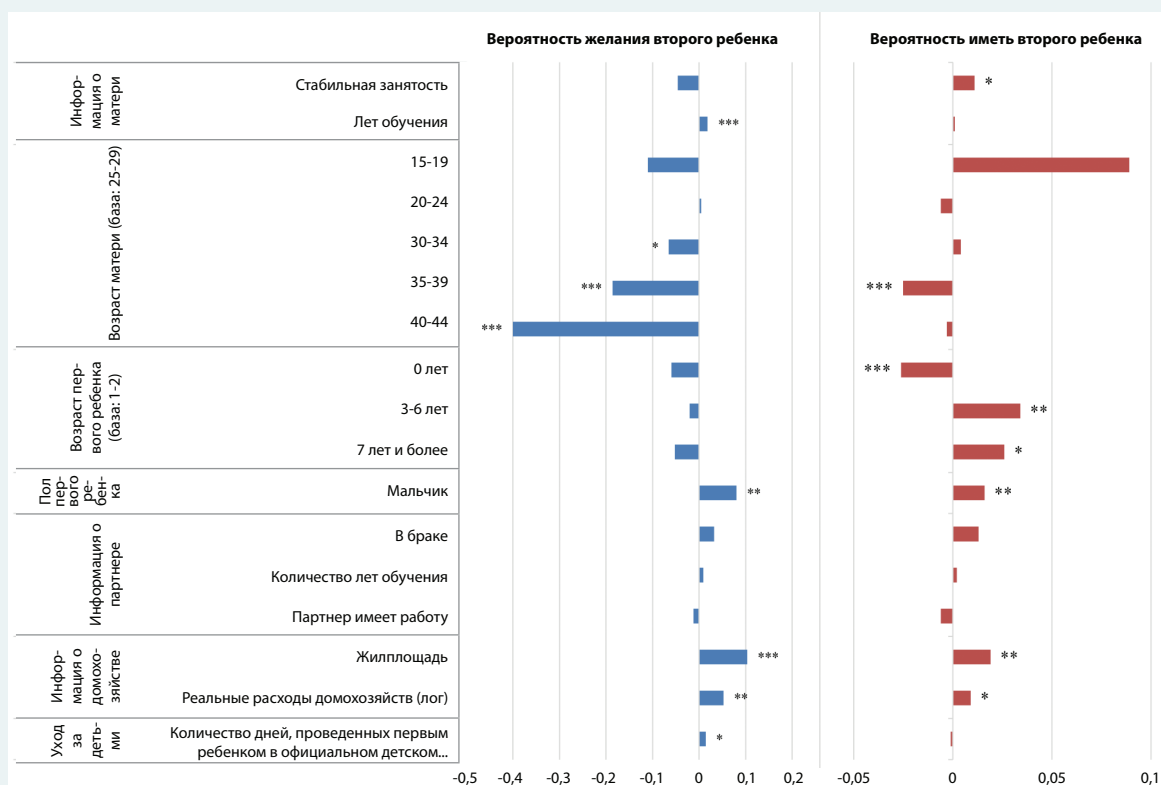 Вероятность желания второго ребенка
Вероятность иметь второго ребенка
Инфор-
мация о
матери
Стабильная занятость
*
Лет обучения
***
Возраст матери (база: 25-29)
15-19
20-24
30-34
*
35-39
***
***
40-44
***
Возраст пер-
вого ребенка
(база: 1-2)
0 лет
***
3-6 лет
**
7 лет и более
*
Пол
пер-
вого
ре-
бен-
ка
Мальчик
**
**
Информация о
партнере
В браке
Количество лет обучения
Партнер имеет работу
Инфор-
мация о
домохо-
зяйстве
Жилплощадь
***
**
Реальные расходы домохозяйств (лог)
**
*
Уход
за
деть-
ми
Количество дней, проведенных первым
ребенком в официальном детском...
*
-0,5 -0,4 -0,3 -0,2 -0,1 0 0,1 0,2
-0,05 0 0,05 0,1